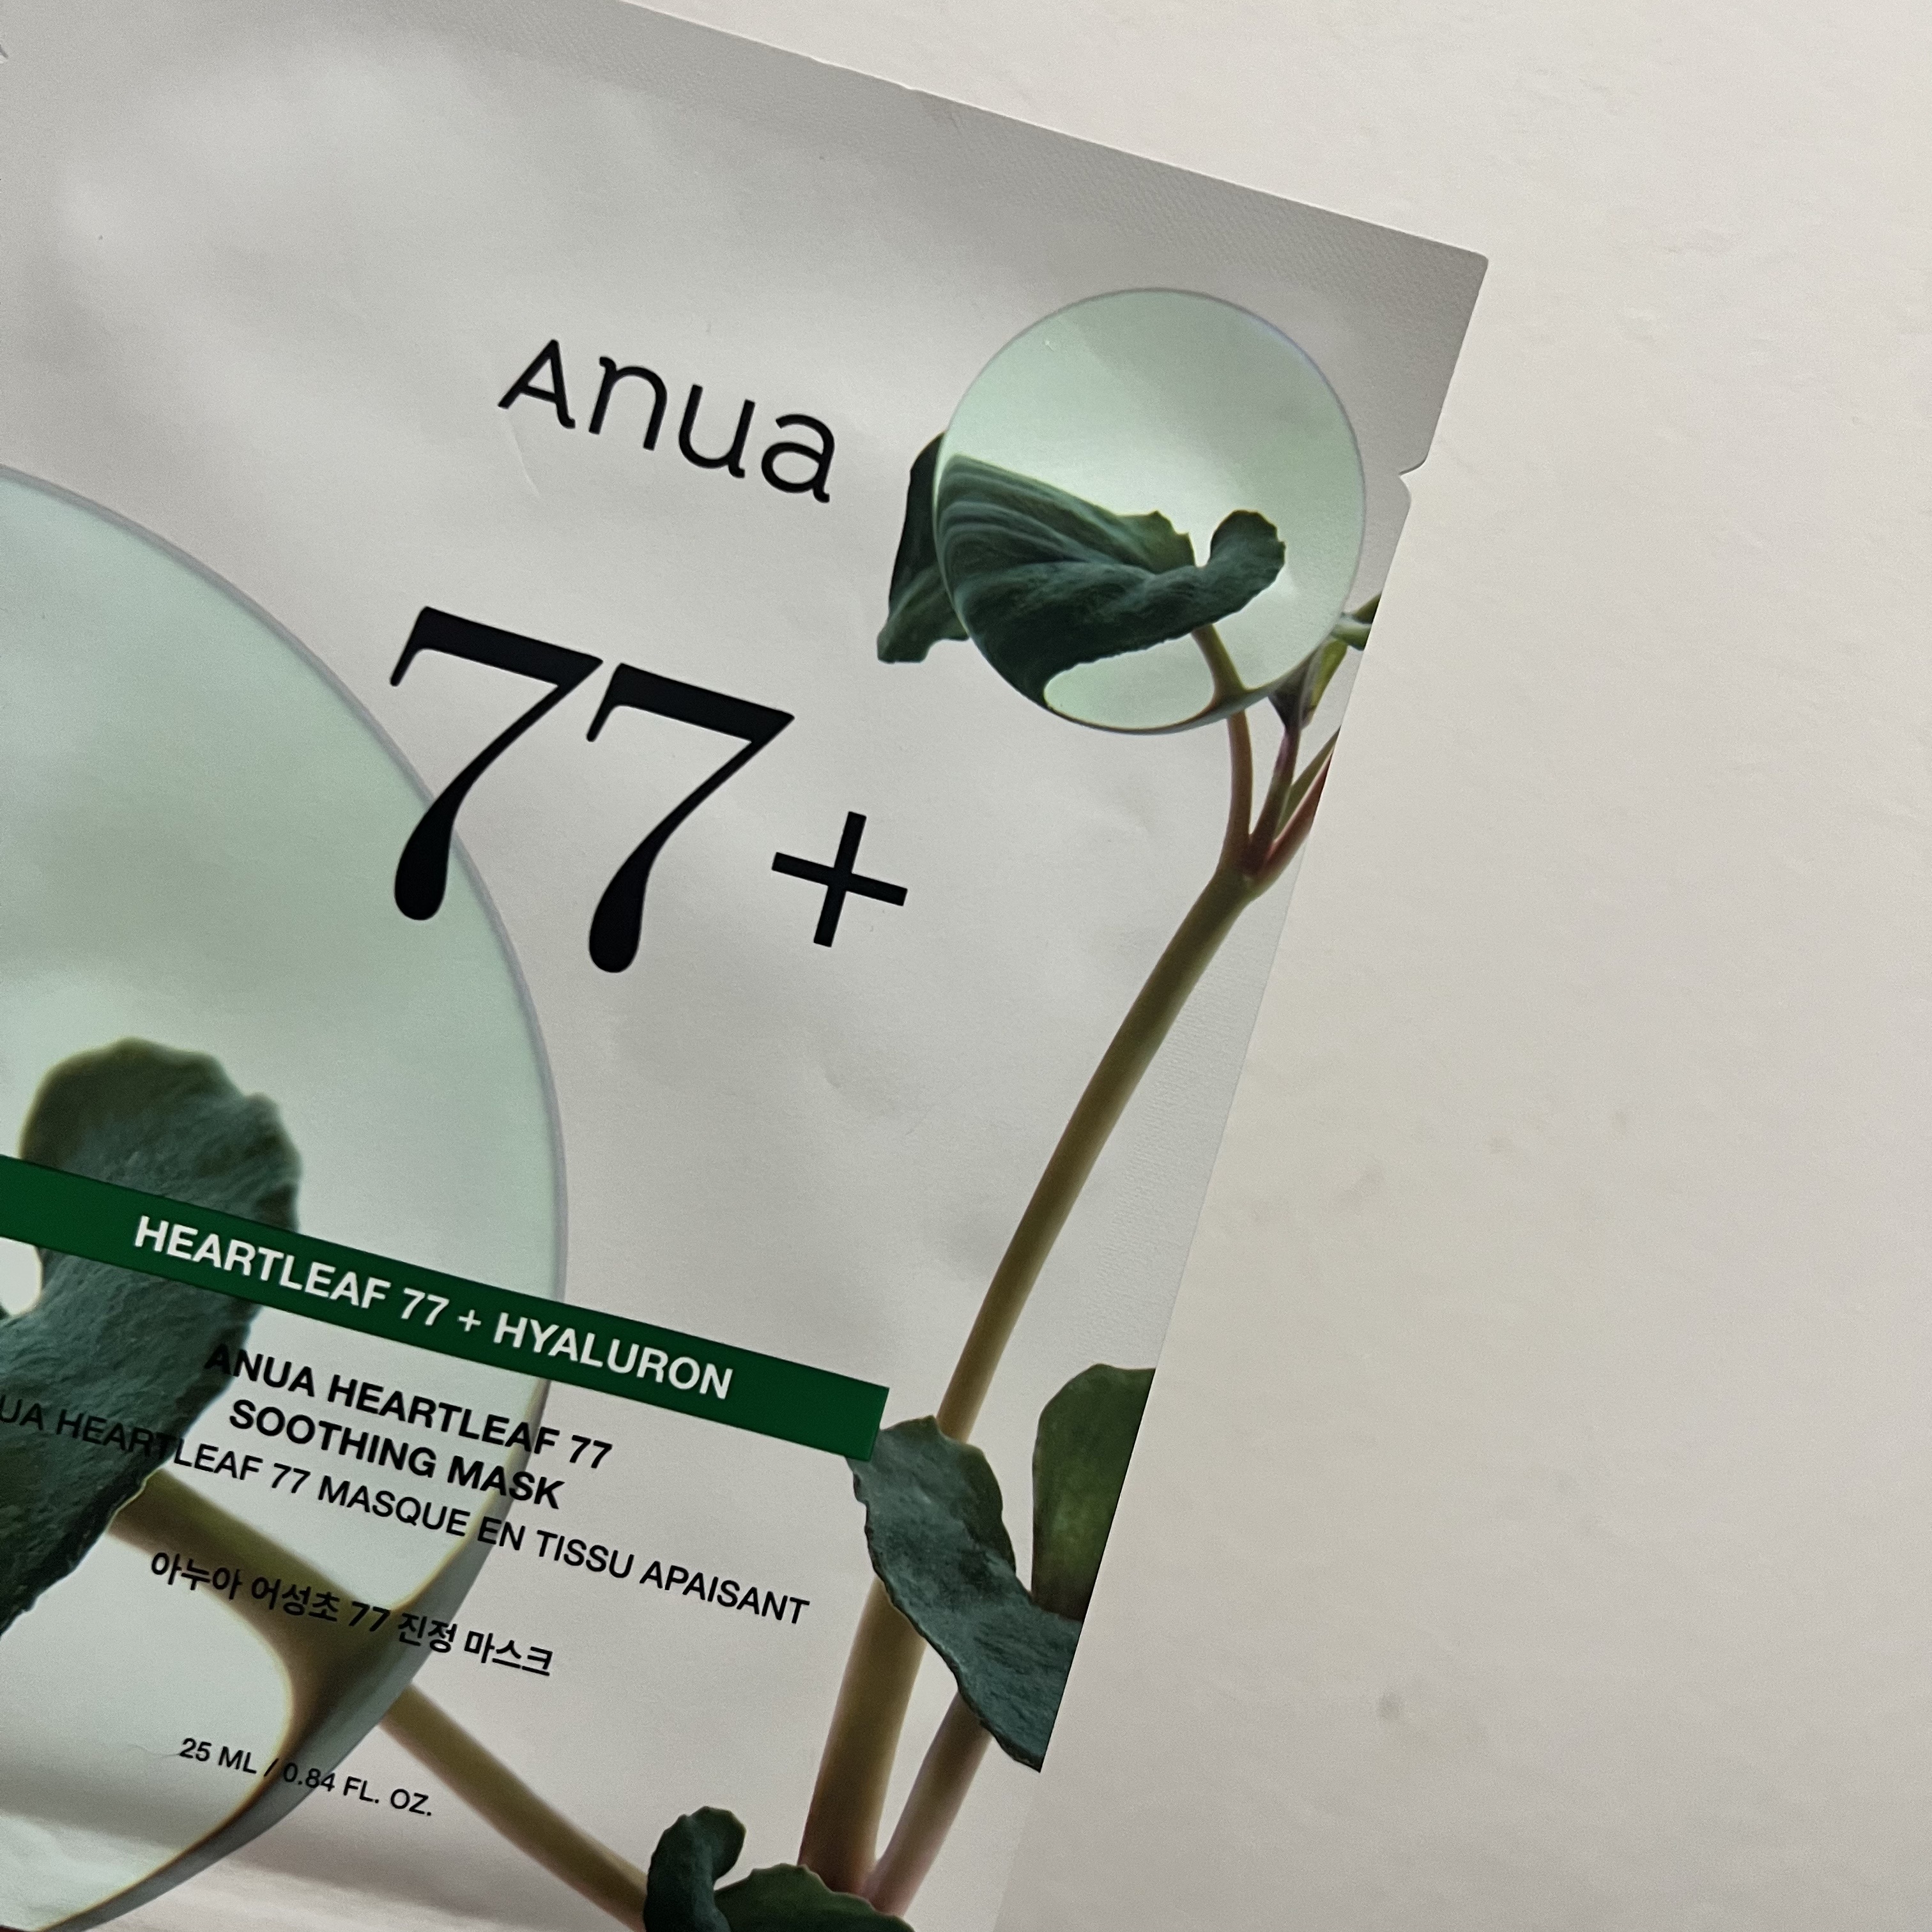 Anua
77+
HEARTLEAF 77 + HYALURON
ANUA HEARTLEAF 77
SOOTHING MASK
UA HEARTLEAF 77 MASQUE EN TISSU APAISANT
아누아 어성초 77 진정 마스크
25 ML / 0.84 FL. OZ.